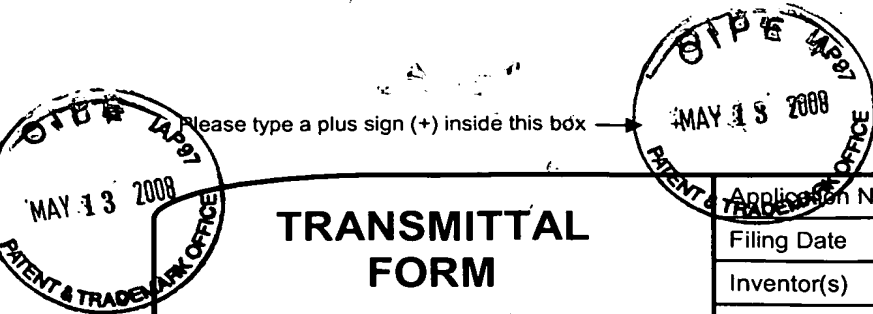 OIPE IAP97
MAY 13 2008
PATENT & TRADEMARK OFFICE
Please type a plus sign (+) inside this box
OIPE IAP97
MAY 13 2008
PATENT & TRADEMARK OFFICE
TRANSMITTAL
FORM
Application N
Filing Date
Inventor(s)